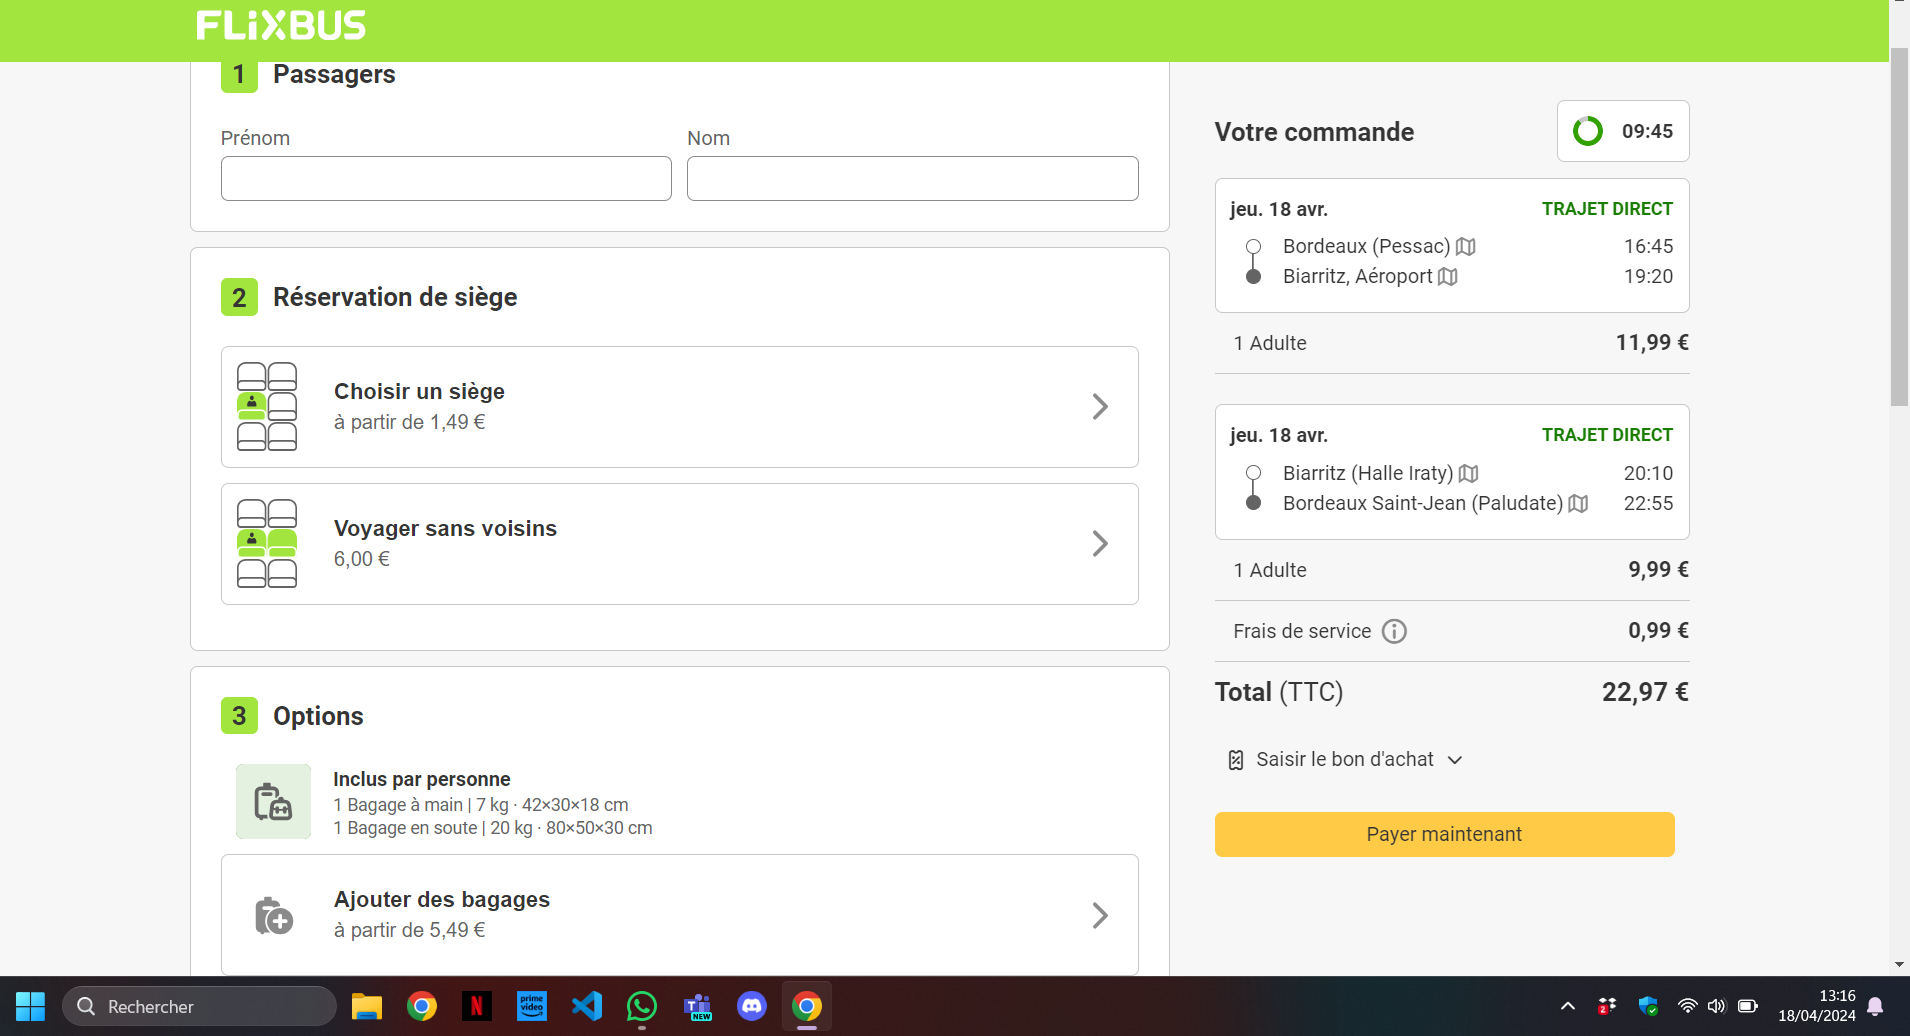 FLiXBUS
1 Passagers
Prénom
Nom
2 Réservation de siège
Choisir un siège
à partir de 1,49 €
Voyager sans voisins
6,00 €
3 Options
Inclus par personne
1 Bagage à main | 7 kg · 42×30×18 cm
1 Bagage en soute | 20 kg · 80×50×30 cm
Ajouter des bagages
à partir de 5,49 €
Votre commande
09:45
jeu. 18 avr. TRAJET DIRECT
Bordeaux (Pessac) 16:45
Biarritz, Aéroport 19:20
1 Adulte 11,99 €
jeu. 18 avr. TRAJET DIRECT
Biarritz (Halle Iraty) 20:10
Bordeaux Saint-Jean (Paludate) 22:55
1 Adulte 9,99 €
Frais de service 0,99 €
Total (TTC) 22,97 €
Saisir le bon d'achat
Payer maintenant
Rechercher
N
prime video
NEW
2
13:16
18/04/2024